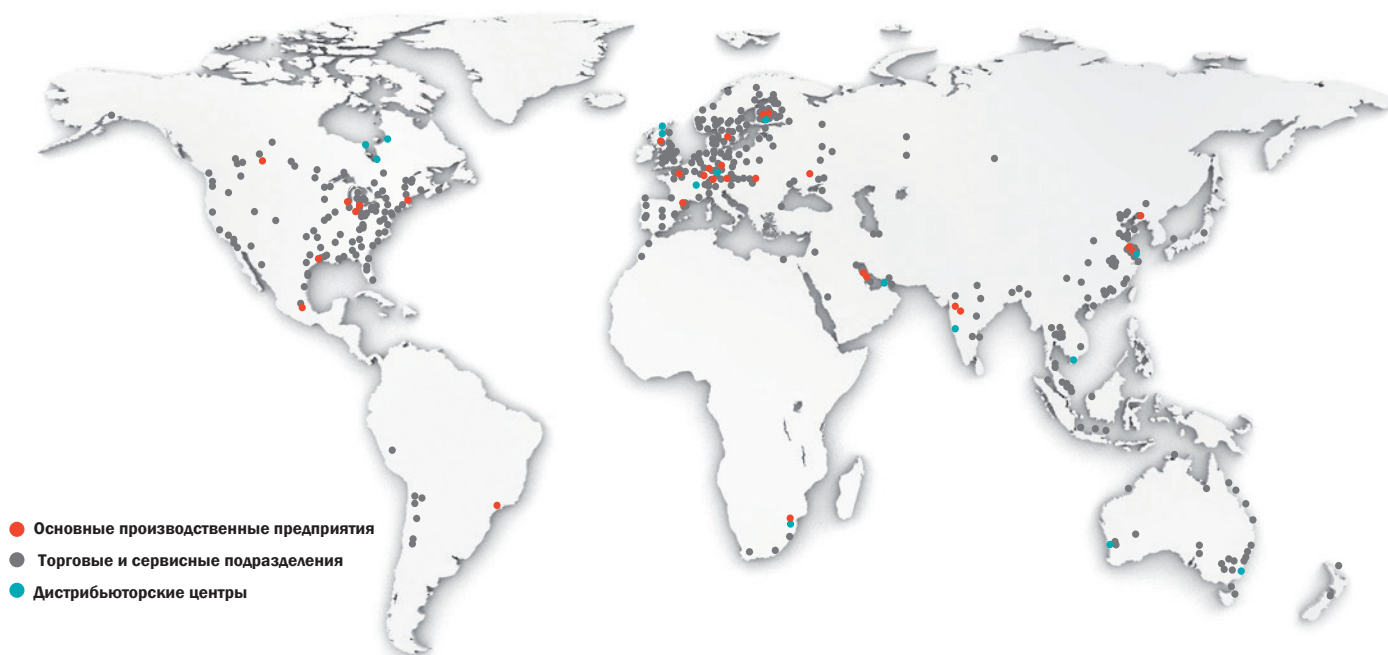 Основные производственные предприятия
Торговые и сервисные подразделения
Дистрибьюторские центры